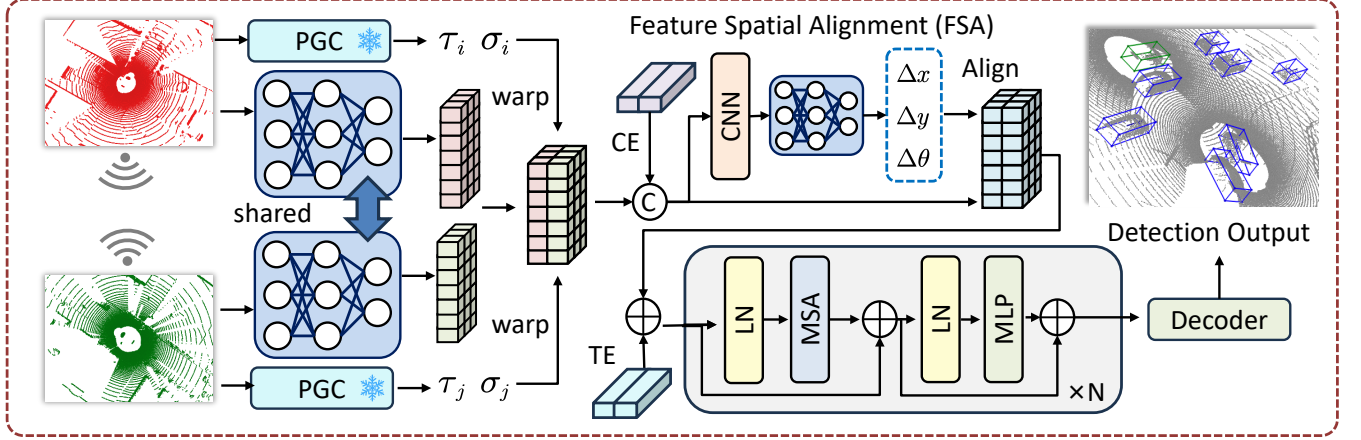 PGC
τi σi
Feature Spatial Alignment (FSA)
warp
CE
CNN
Δx
Δy
Δθ
Align
C
shared
Detection Output
warp
TE
LN
MSA
LN
MLP
×N
Decoder
PGC
τj σj